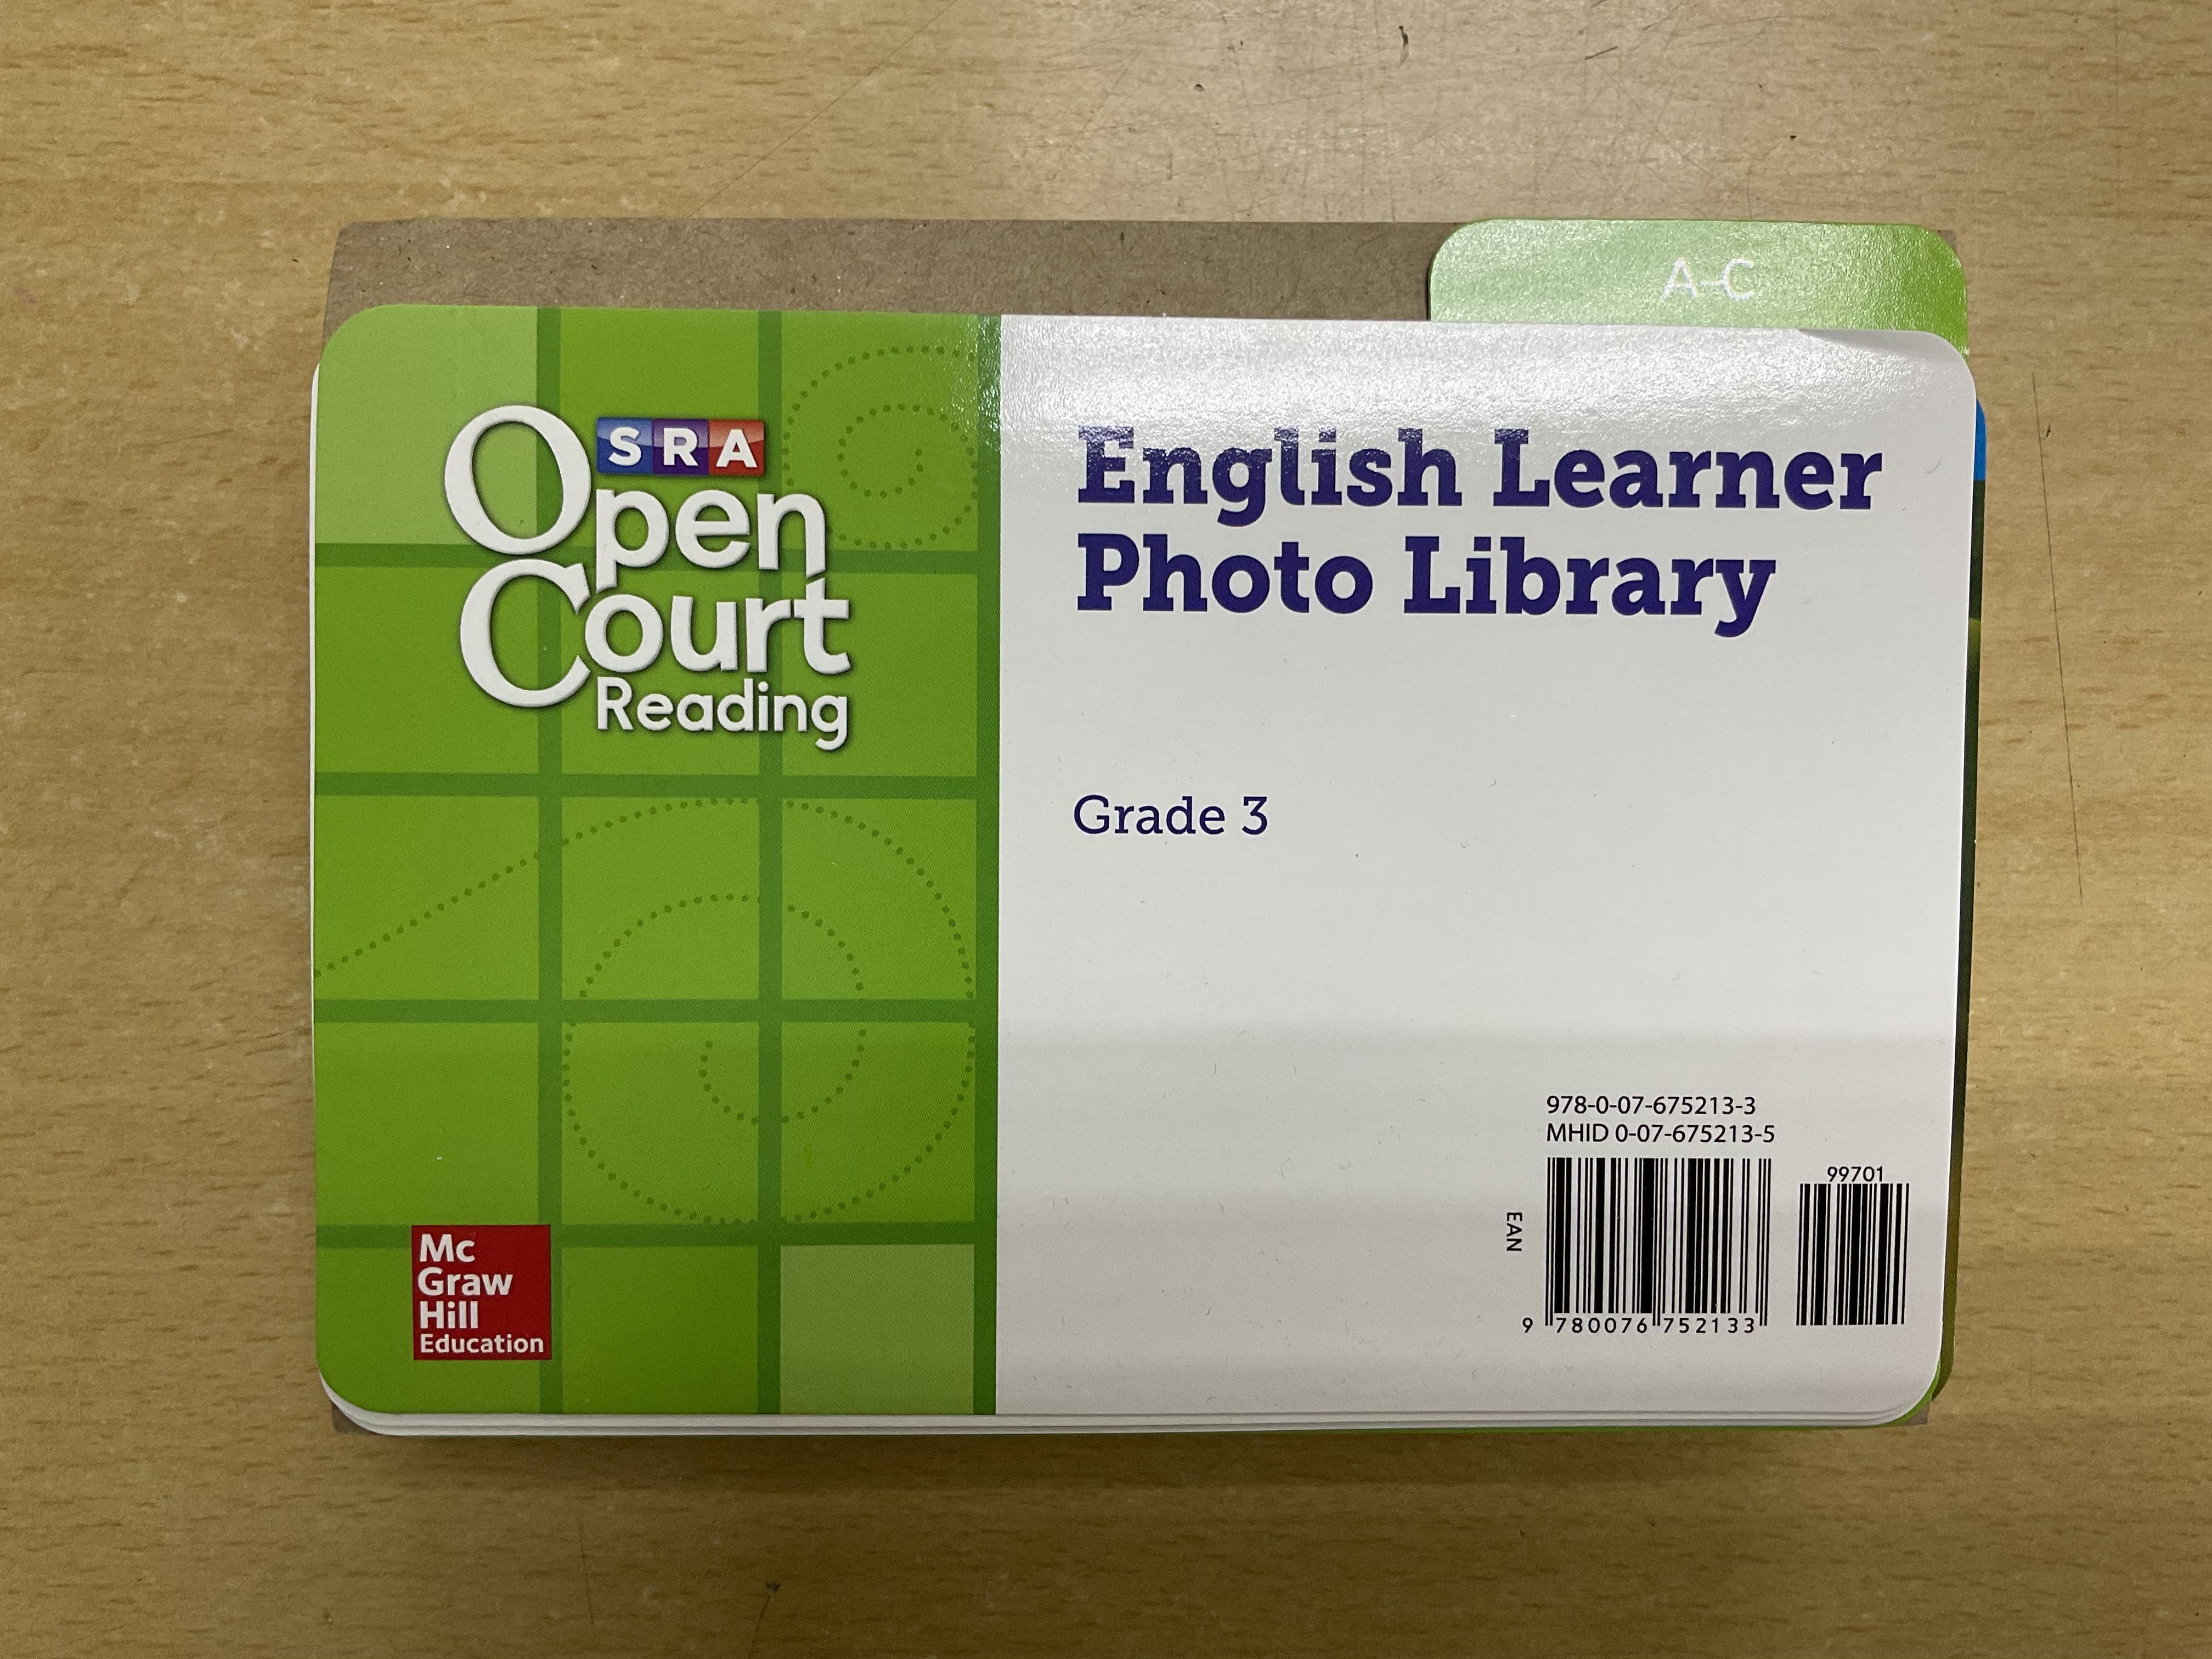 A-C
SRA
Open
Court
Reading
English Learner
Photo Library
Grade 3
Mc
Graw
Hill
Education
978-0-07-675213-3
MHID 0-07-675213-5
99701
EAN
9 780076 752133